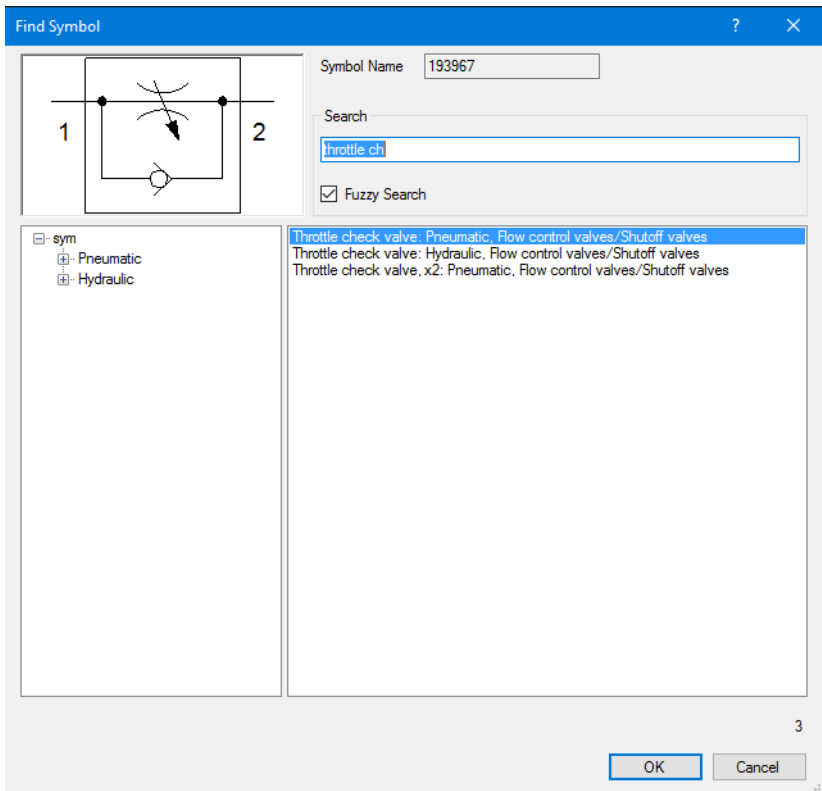 Find Symbol
?
1
2
Symbol Name 193967
Search
throttle ch
Fuzzy Search
sym
Pneumatic
Hydraulic
Throttle check valve: Pneumatic, Flow control valves/Shutoff valves
Throttle check valve: Hydraulic, Flow control valves/Shutoff valves
Throttle check valve, x2: Pneumatic, Flow control valves/Shutoff valves
3
OK
Cancel